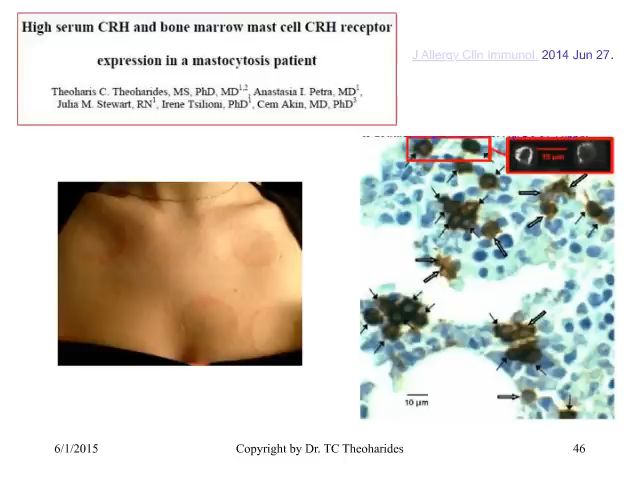 High serum CRH and bone marrow mast cell CRH receptor
expression in a mastocytosis patient
Theoharis C. Theoharides, MS, PhD, MD1,2, Anastasia I. Petra, MD1,
Julia M. Stewart, RN1, Irene Tsilioni, PhD1, Cem Akin, MD, PhD3
J Allergy Clin Immunol. 2014 Jun 27.
10 µm
10 µm
6/1/2015
Copyright by Dr. TC Theoharides
46